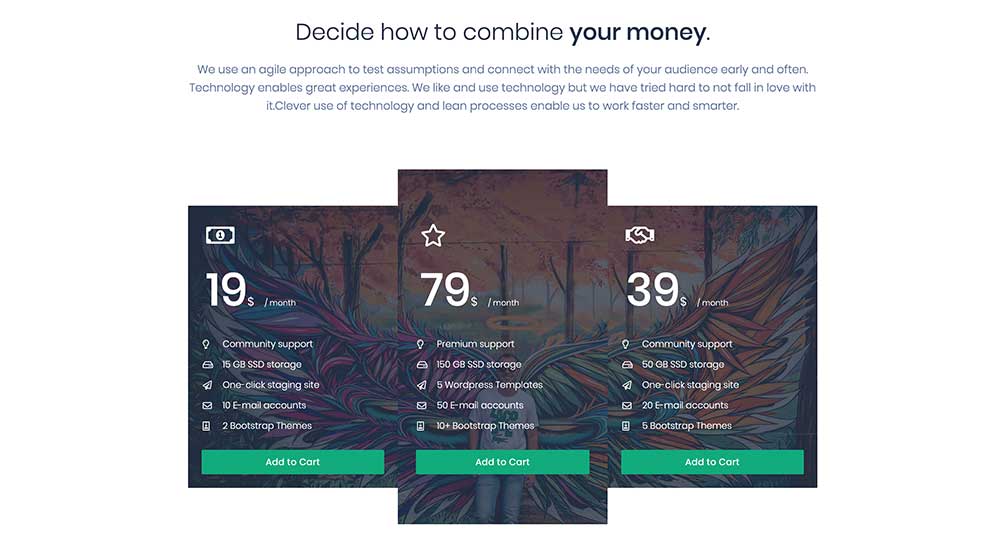 Decide how to combine your money.
We use an agile approach to test assumptions and connect with the needs of your audience early and often.
Technology enables great experiences. We like and use technology but we have tried hard to not fall in love with
it.Clever use of technology and lean processes enable us to work faster and smarter.
19$ / month
Community support
15 GB SSD storage
One-click staging site
10 E-mail accounts
2 Bootstrap Themes
Add to Cart
79$ / month
Premium support
150 GB SSD storage
5 Wordpress Templates
50 E-mail accounts
10+ Bootstrap Themes
Add to Cart
39$ / month
Community support
50 GB SSD storage
One-click staging site
20 E-mail accounts
5 Bootstrap Themes
Add to Cart